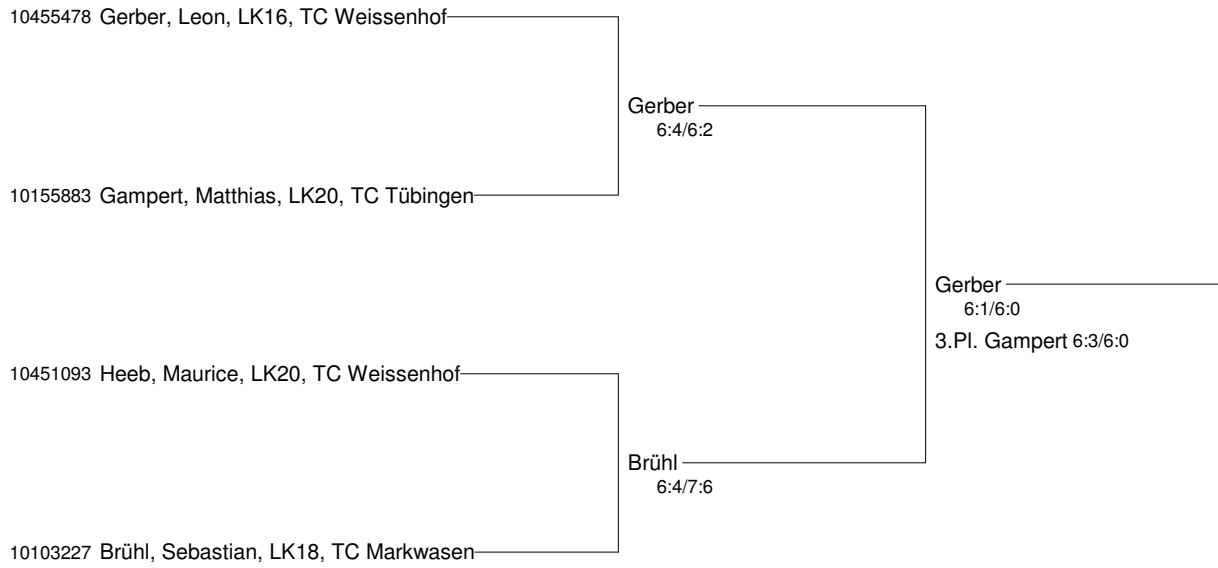 10455478 Gerber, Leon, LK16, TC Weissenhof
Gerber
6:4/6:2
10155883 Gampert, Matthias, LK20, TC Tübingen
Gerber
6:1/6:0
3.Pl. Gampert 6:3/6:0
10451093 Heeb, Maurice, LK20, TC Weissenhof
Brühl
6:4/7:6
10103227 Brühl, Sebastian, LK18, TC Markwasen